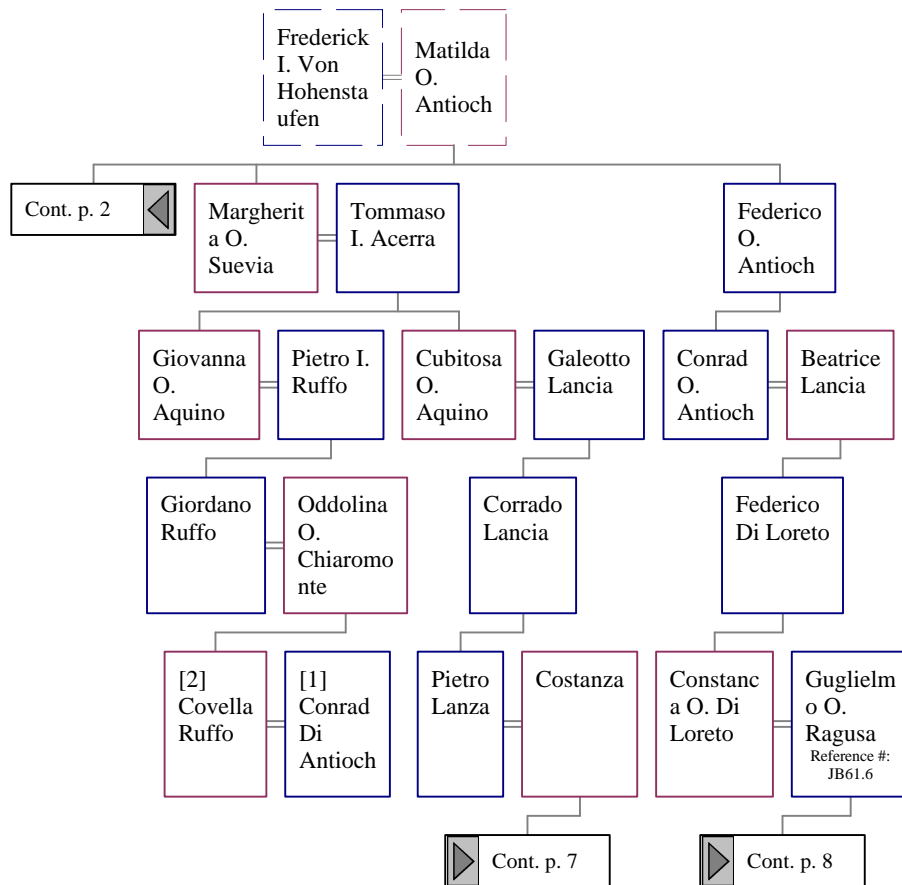 Frederick
I. Von
Hohensta
ufen
Matilda
O.
Antioch
Cont. p. 2
Margherit
a O.
Suevia
Tommaso
I. Acerra
Federico
O.
Antioch
Giovanna
O.
Aquino
Pietro I.
Ruffo
Cubitosa
O.
Aquino
Galeotto
Lancia
Conrad
O.
Antioch
Beatrice
Lancia
Giordano
Ruffo
Oddolina
O.
Chiaromo
nte
Corrado
Lancia
Federico
Di Loreto
[2]
Covella
Ruffo
[1]
Conrad
Di
Antioch
Pietro
Lanza
Costanza
Constanc
a O. Di
Loreto
Guglielm
o O.
Ragusa
Reference #:
JB61.6
Cont. p. 7
Cont. p. 8